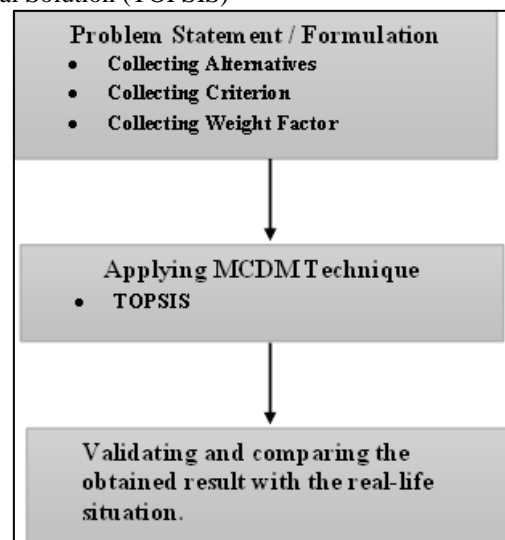 al Solution (TOPSIS)
Problem Statement / Formulation
• Collecting Alternatives
• Collecting Criterion
• Collecting Weight Factor
Applying MCDM Technique
• TOPSIS
Validating and comparing the
obtained result with the real-life
situation.